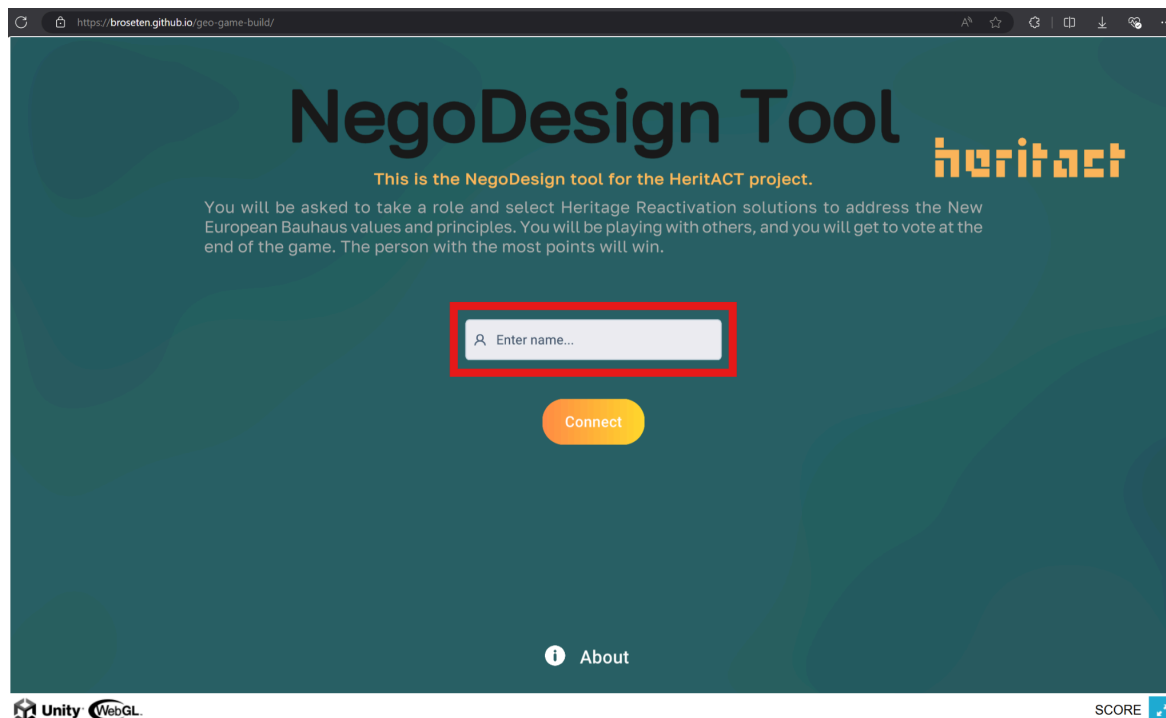 https://broseten.github.io/geo-game-build/
NegoDesign Tool
heritact
This is the NegoDesign tool for the HeritACT project.
You will be asked to take a role and select Heritage Reactivation solutions to address the New
European Bauhaus values and principles. You will be playing with others, and you will get to vote at the
end of the game. The person with the most points will win.
Enter name...
Connect
About
Unity WebGL.
SCORE